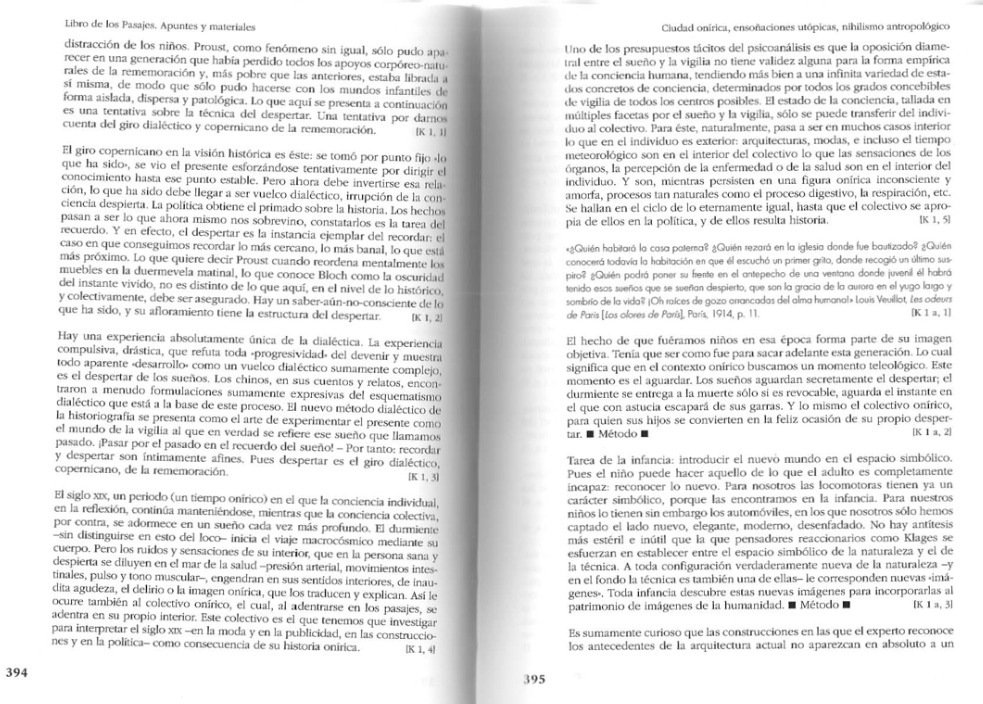 Libro de los Pasajes. Apuntes y materiales
distracción de los niños. Proust, como fenómeno sin igual, sólo pudo apa-
recer en una generación que había perdido todos los apoyos corpóreo-natu-
rales de la rememoración y, más pobre que las anteriores, estaba librada a
sí misma, de modo que sólo pudo hacerse con los mundos infantiles de
forma aislada, dispersa y patológica. Lo que aquí se presenta a continuación
es una tentativa sobre la técnica del despertar. Una tentativa por darnos
cuenta del giro dialéctico y copernicano de la rememoración. [K 1, 1]
El giro copernicano en la visión histórica es éste: se tomó por punto fijo «lo
que ha sido», se vio el presente esforzándose tentativamente por dirigir el
conocimiento hasta ese punto estable. Pero ahora debe invertirse esa rela-
ción, lo que ha sido debe llegar a ser vuelco dialéctico, irrupción de la con-
ciencia despierta. La política obtiene el primado sobre la historia. Los hechos
pasan a ser lo que ahora mismo nos sobrevino, constatarlos es la tarea del
recuerdo. Y en efecto, el despertar es la instancia ejemplar del recordar: el
caso en que conseguimos recordar lo más cercano, lo más banal, lo que está
más próximo. Lo que quiere decir Proust cuando reordena mentalmente los
muebles en la duermevela matinal, lo que conoce Bloch como la oscuridad
del instante vivido, no es distinto de lo que aquí, en el nivel de lo histórico,
y colectivamente, debe ser asegurado. Hay un saber-aún-no-consciente de lo
que ha sido, y su afloramiento tiene la estructura del despertar. [K 1, 2]
Hay una experiencia absolutamente única de la dialéctica. La experiencia
compulsiva, drástica, que refuta toda «progresividad» del devenir y muestra
todo aparente «desarrollo» como un vuelco dialéctico sumamente complejo,
es el despertar de los sueños. Los chinos, en sus cuentos y relatos, encon-
traron a menudo formulaciones sumamente expresivas del esquematismo
dialéctico que está a la base de este proceso. El nuevo método dialéctico de
la historiografía se presenta como el arte de experimentar el presente como
el mundo de la vigilia al que en verdad se refiere ese sueño que llamamos
pasado. ¡Pasar por el pasado en el recuerdo del sueño! – Por tanto: recordar
y despertar son íntimamente afines. Pues despertar es el giro dialéctico,
copernicano, de la rememoración. [K 1, 3]
El siglo XIX, un periodo (un tiempo onírico) en el que la conciencia individual,
en la reflexión, continúa manteniéndose, mientras que la conciencia colectiva,
por contra, se adormece en un sueño cada vez más profundo. El durmiente
–sin distinguirse en esto del loco– inicia el viaje macrocósmico mediante su
cuerpo. Pero los ruidos y sensaciones de su interior, que en la persona sana y
despierta se diluyen en el mar de la salud –presión arterial, movimientos intes-
tinales, pulso y tono muscular–, engendran en sus sentidos interiores, de inau-
dita agudeza, el delirio o la imagen onírica, que los traducen y explican. Así le
ocurre también al colectivo onírico, el cual, al adentrarse en los pasajes, se
adentra en su propio interior. Este colectivo es el que tenemos que investigar
para interpretar el siglo XIX –en la moda y en la publicidad, en las construccio-
nes y en la política– como consecuencia de su historia onírica. [K 1, 4]
394
Ciudad onírica, ensoñaciones utópicas, nihilismo antropológico
Uno de los presupuestos tácitos del psicoanálisis es que la oposición diame-
tral entre el sueño y la vigilia no tiene validez alguna para la forma empírica
de la conciencia humana, tendiendo más bien a una infinita variedad de esta-
dos concretos de conciencia, determinados por todos los grados concebibles
de vigilia de todos los centros posibles. El estado de la conciencia, tallada en
múltiples facetas por el sueño y la vigilia, sólo se puede transferir del indivi-
duo al colectivo. Para éste, naturalmente, pasa a ser en muchos casos interior
lo que en el individuo es exterior: arquitecturas, modas, e incluso el tiempo
meteorológico son en el interior del colectivo lo que las sensaciones de los
órganos, la percepción de la enfermedad o de la salud son en el interior del
individuo. Y son, mientras persisten en una figura onírica inconsciente y
amorfa, procesos tan naturales como el proceso digestivo, la respiración, etc.
Se hallan en el ciclo de lo eternamente igual, hasta que el colectivo se apro-
pia de ellos en la política, y de ellos resulta historia. [K 1, 5]
«¿Quién habitará la casa paterna? ¿Quién rezará en la iglesia donde fue bautizado? ¿Quién
conocerá todavía la habitación en que él escuchó un primer grito, donde recogió un último sus-
piro? ¿Quién podrá poner su frente en el antepecho de una ventana donde juvenil él habrá
tenido esos sueños que se sueñan despierto, que son la gracia de la aurora en el yugo largo y
sombrío de la vida? ¡Oh raíces de gozo arrancadas del alma humana!» Louis Veuillot, Les odeurs
de Paris [Los olores de París], París, 1914, p. 11. [K 1 a, 1]
El hecho de que fuéramos niños en esa época forma parte de su imagen
objetiva. Tenía que ser como fue para sacar adelante esta generación. Lo cual
significa que en el contexto onírico buscamos un momento teleológico. Este
momento es el aguardar. Los sueños aguardan secretamente el despertar; el
durmiente se entrega a la muerte sólo si es revocable, aguarda el instante en
el que con astucia escapará de sus garras. Y lo mismo el colectivo onírico,
para quien sus hijos se convierten en la feliz ocasión de su propio desper-
tar. ■ Método ■ [K 1 a, 2]
Tarea de la infancia: introducir el nuevo mundo en el espacio simbólico.
Pues el niño puede hacer aquello de lo que el adulto es completamente
incapaz: reconocer lo nuevo. Para nosotros las locomotoras tienen ya un
carácter simbólico, porque las encontramos en la infancia. Para nuestros
niños lo tienen sin embargo los automóviles, en los que nosotros sólo hemos
captado el lado nuevo, elegante, moderno, desenfadado. No hay antítesis
más estéril e inútil que la que pensadores reaccionarios como Klages se
esfuerzan en establecer entre el espacio simbólico de la naturaleza y el de
la técnica. A toda configuración verdaderamente nueva de la naturaleza –y
en el fondo la técnica es también una de ellas– le corresponden nuevas «imá-
genes». Toda infancia descubre estas nuevas imágenes para incorporarlas al
patrimonio de imágenes de la humanidad. ■ Método ■ [K 1 a, 3]
Es sumamente curioso que las construcciones en las que el experto reconoce
los antecedentes de la arquitectura actual no aparezcan en absoluto a un
395